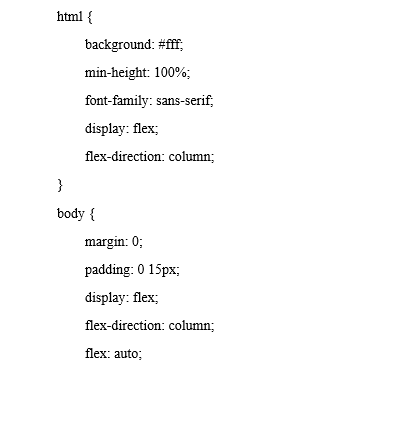 html {
background: #fff;
min-height: 100%;
font-family: sans-serif;
display: flex;
flex-direction: column;
}
body {
margin: 0;
padding: 0 15px;
display: flex;
flex-direction: column;
flex: auto;